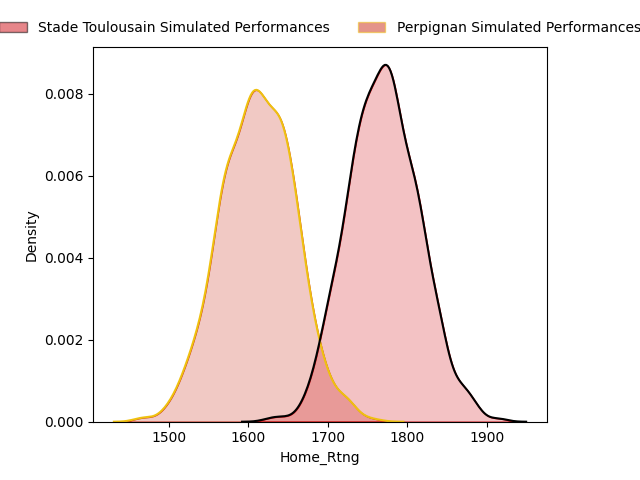 Stade Toulousain Simulated Performances
Perpignan Simulated Performances
0.008
0.006
0.004
0.002
0.000
Density
1500 1600 1700 1800 1900
Home_Rtng